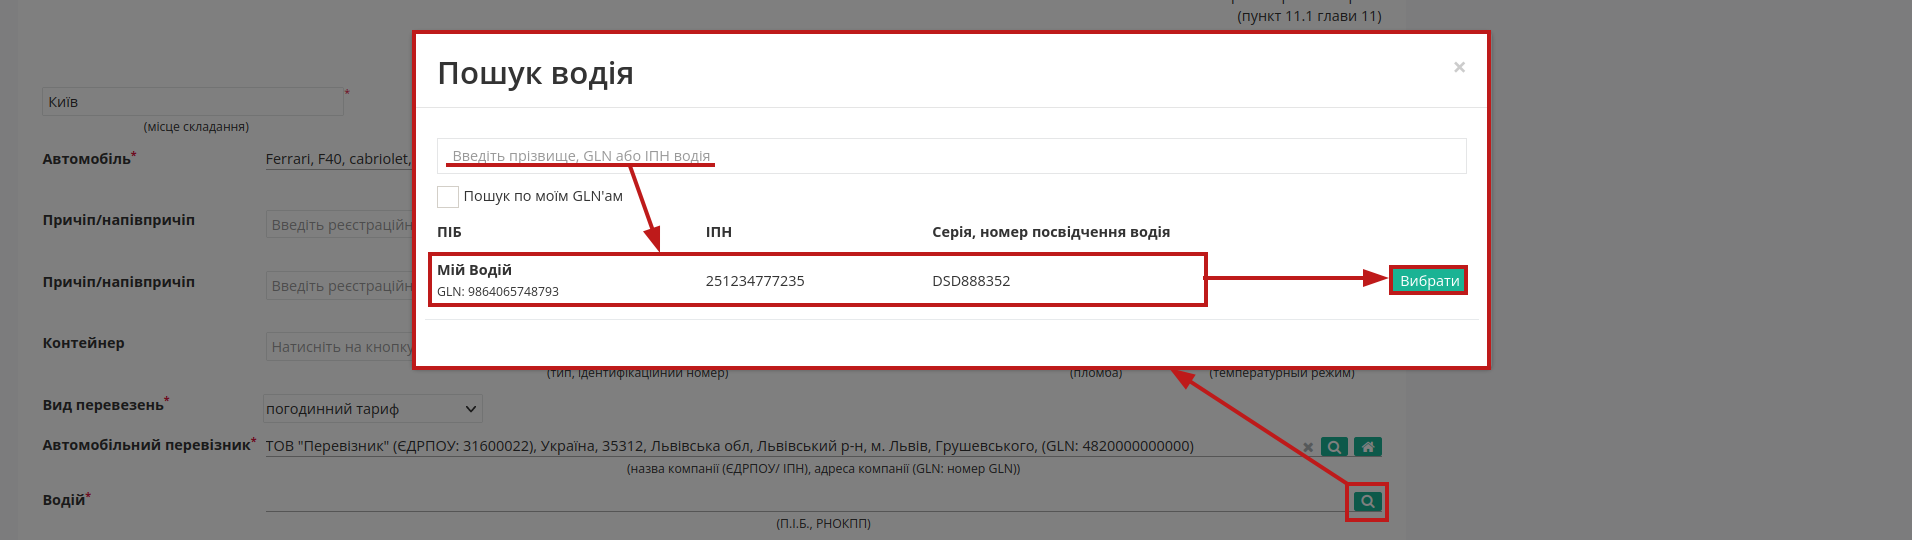 (пункт 11.1 глави 11)
Пошук водія
×
Київ
*
(місце складання)
Введіть прізвище, GLN або ІПН водія
Автомобіль*
Ferrari, F40, cabriolet,
Пошук по моїм GLN'ам
Причіп/напівпричіп
Введіть реєстраційн
ПІБ ІПН Серія, номер посвідчення водія
Мій Водій
GLN: 9864065748793
251234777235 DSD888352 Вибрати
Причіп/напівпричіп
Введіть реєстраційн
Контейнер
Натисніть на кнопку
(тип, ідентифікаційний номер) (пломба) (температурный режим)
Вид перевезень*
погодинний тариф
Автомобільний перевізник* ТОВ "Перевізник" (ЄДРПОУ: 31600022), Україна, 35312, Львівська обл, Львівський р-н, м. Львів, Грушевського, (GLN: 4820000000000)
(назва компанії (ЄДРПОУ/ ІПН), адреса компанії (GLN: номер GLN))
Водій*
(П.І.Б., РНОКПП)